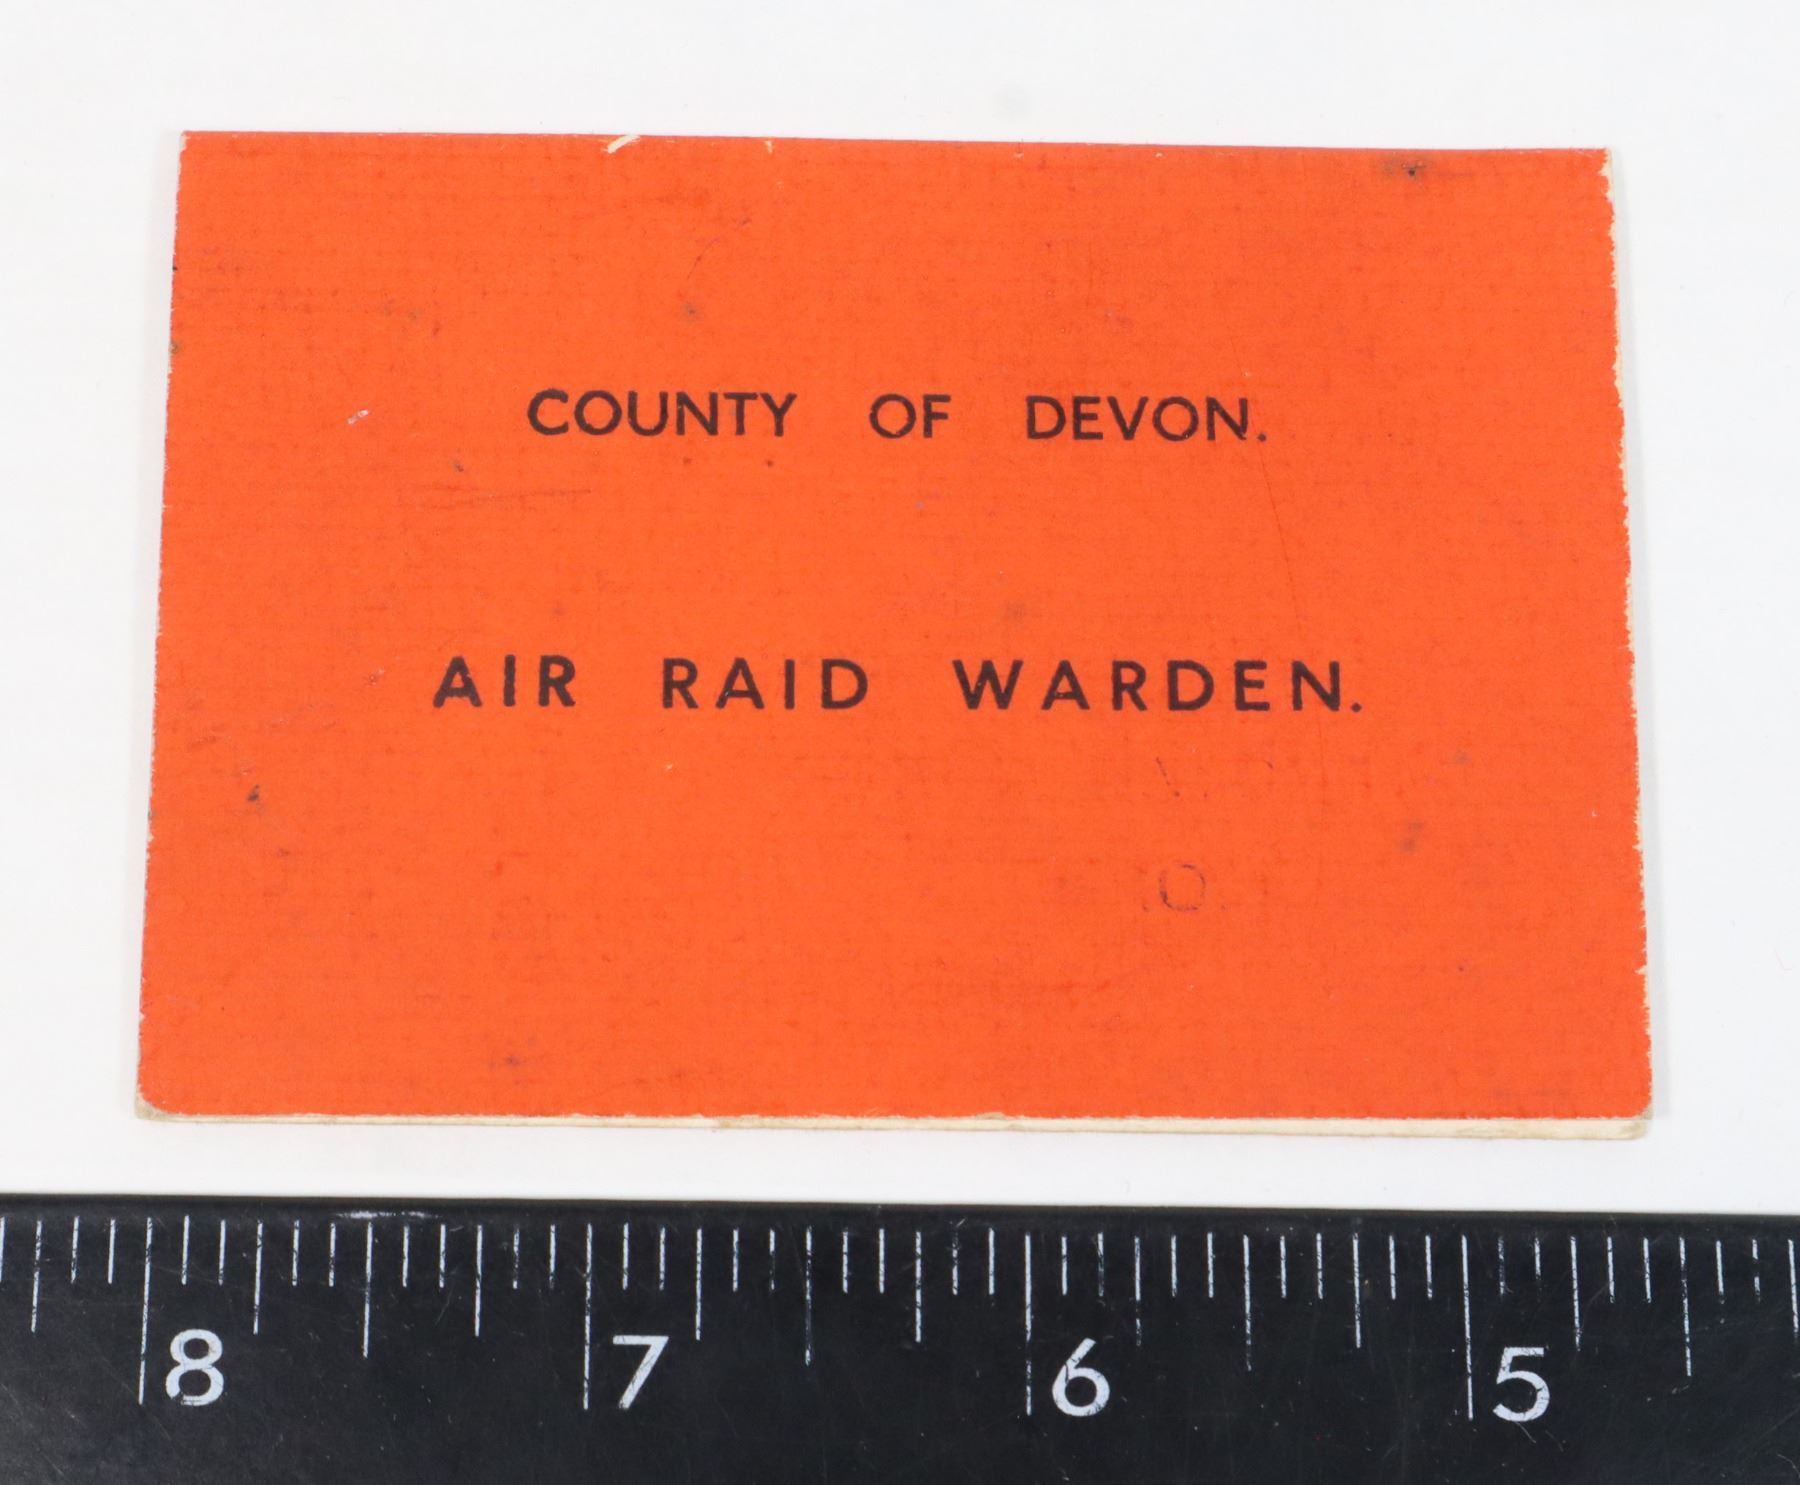 COUNTY OF DEVON.
AIR RAID WARDEN.
8 7 6 5